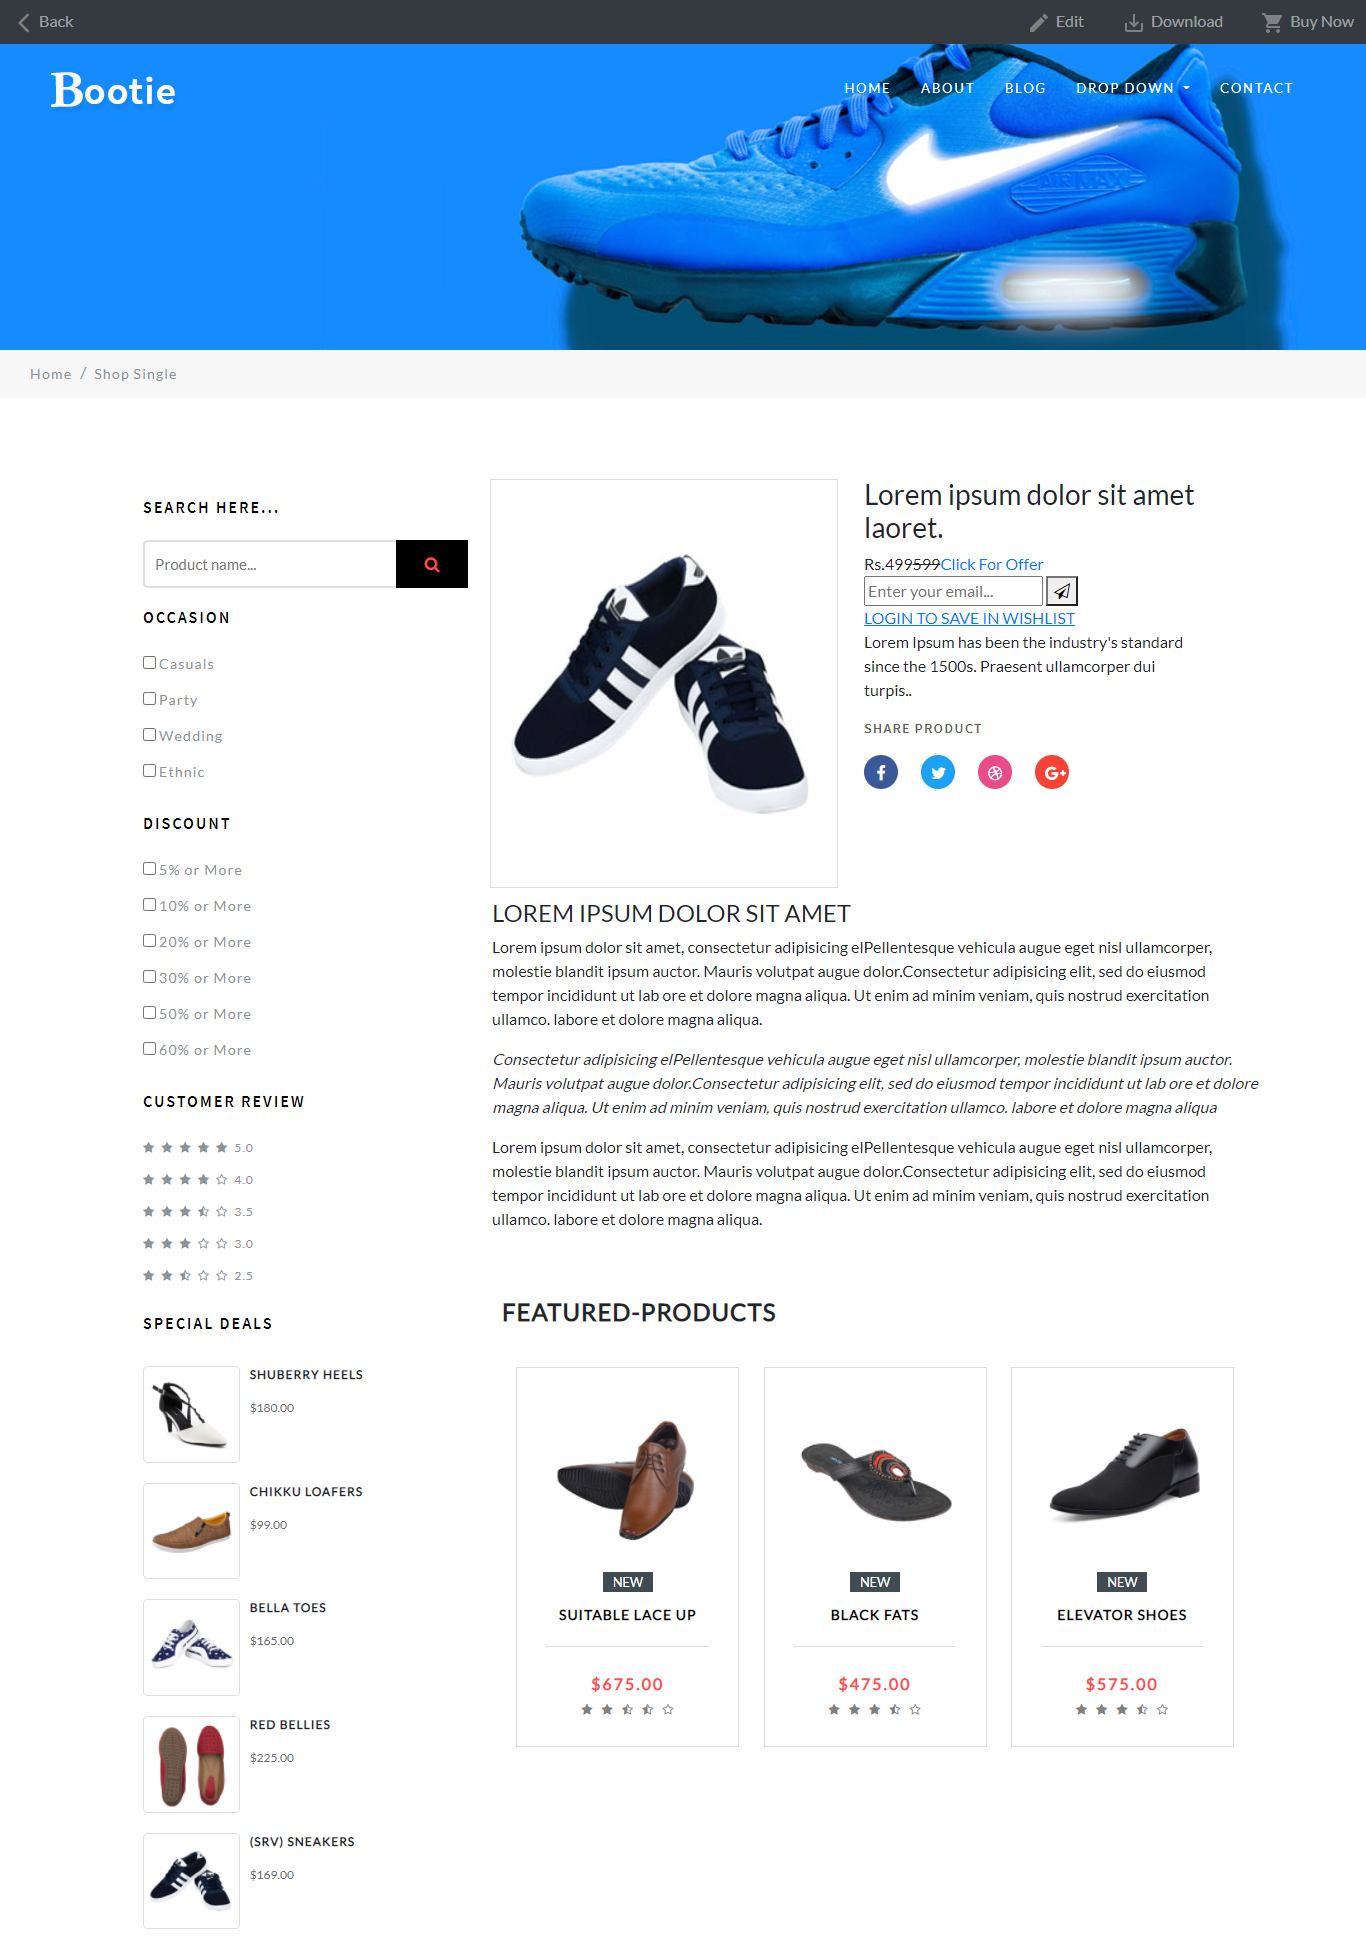 Back
Edit
Download
Buy Now
Bootie
HOME
ABOUT
BLOG
DROP DOWN
CONTACT
AIR MAX
Home / Shop Single
SEARCH HERE...
Product name...
OCCASION
Casuals
Party
Wedding
Ethnic
DISCOUNT
5% or More
10% or More
20% or More
30% or More
50% or More
60% or More
CUSTOMER REVIEW
5.0
4.0
3.5
3.0
2.5
SPECIAL DEALS
SHUBERRY HEELS
$180.00
CHIKKU LOAFERS
$99.00
BELLA TOES
$165.00
RED BELLIES
$225.00
(SRV) SNEAKERS
$169.00
Lorem ipsum dolor sit amet
laoret.
Rs.499599Click For Offer
Enter your email...
LOGIN TO SAVE IN WISHLIST
Lorem Ipsum has been the industry's standard
since the 1500s. Praesent ullamcorper dui
turpis..
SHARE PRODUCT
LOREM IPSUM DOLOR SIT AMET
Lorem ipsum dolor sit amet, consectetur adipisicing elPellentesque vehicula augue eget nisl ullamcorper,
molestie blandit ipsum auctor. Mauris volutpat augue dolor.Consectetur adipisicing elit, sed do eiusmod
tempor incididunt ut lab ore et dolore magna aliqua. Ut enim ad minim veniam, quis nostrud exercitation
ullamco. labore et dolore magna aliqua.
Consectetur adipisicing elPellentesque vehicula augue eget nisl ullamcorper, molestie blandit ipsum auctor.
Mauris volutpat augue dolor.Consectetur adipisicing elit, sed do eiusmod tempor incididunt ut lab ore et dolore
magna aliqua. Ut enim ad minim veniam, quis nostrud exercitation ullamco. labore et dolore magna aliqua
Lorem ipsum dolor sit amet, consectetur adipisicing elPellentesque vehicula augue eget nisl ullamcorper,
molestie blandit ipsum auctor. Mauris volutpat augue dolor.Consectetur adipisicing elit, sed do eiusmod
tempor incididunt ut lab ore et dolore magna aliqua. Ut enim ad minim veniam, quis nostrud exercitation
ullamco. labore et dolore magna aliqua.
FEATURED-PRODUCTS
NEW
SUITABLE LACE UP
$675.00
NEW
BLACK FATS
$475.00
NEW
ELEVATOR SHOES
$575.00